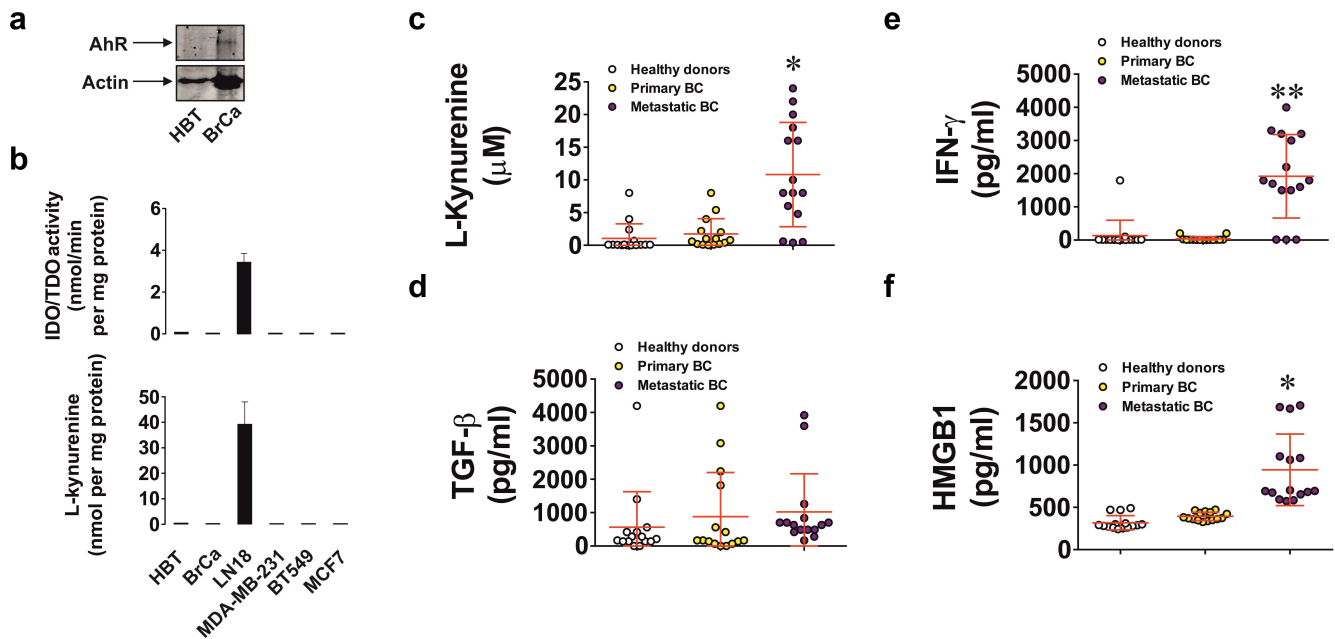 a
AhR
Actin
HBT
BrCa
b
IDO/TDO activity
(nmol/min
per mg protein)
6
4
2
0
L-kynurenine
(nmol per mg protein)
50
40
30
20
10
0
HBT
BrCa
LN18
MDA-MB-231
BT549
MCF7
c
Healthy donors
Primary BC
Metastatic BC
L-Kynurenine
(μM)
25
20
15
10
5
0
*
d
Healthy donors
Primary BC
Metastatic BC
TGF-β
(pg/ml)
5000
4000
3000
2000
1000
0
e
Healthy donors
Primary BC
Metastatic BC
IFN-γ
(pg/ml)
5000
4000
3000
2000
1000
0
**
f
Healthy donors
Primary BC
Metastatic BC
HMGB1
(pg/ml)
2000
1500
1000
500
0
*